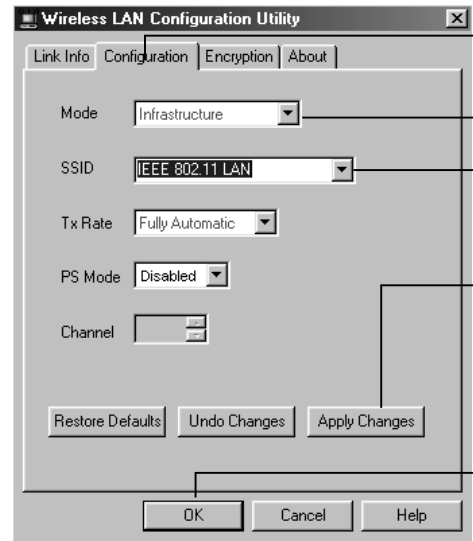 Wireless LAN Configuration Utility
Link Info Configuration Encryption About
Mode Infrastructure
SSID IEEE 802.11 LAN
Tx Rate Fully Automatic
PS Mode Disabled
Channel
Restore Defaults Undo Changes Apply Changes
OK Cancel Help